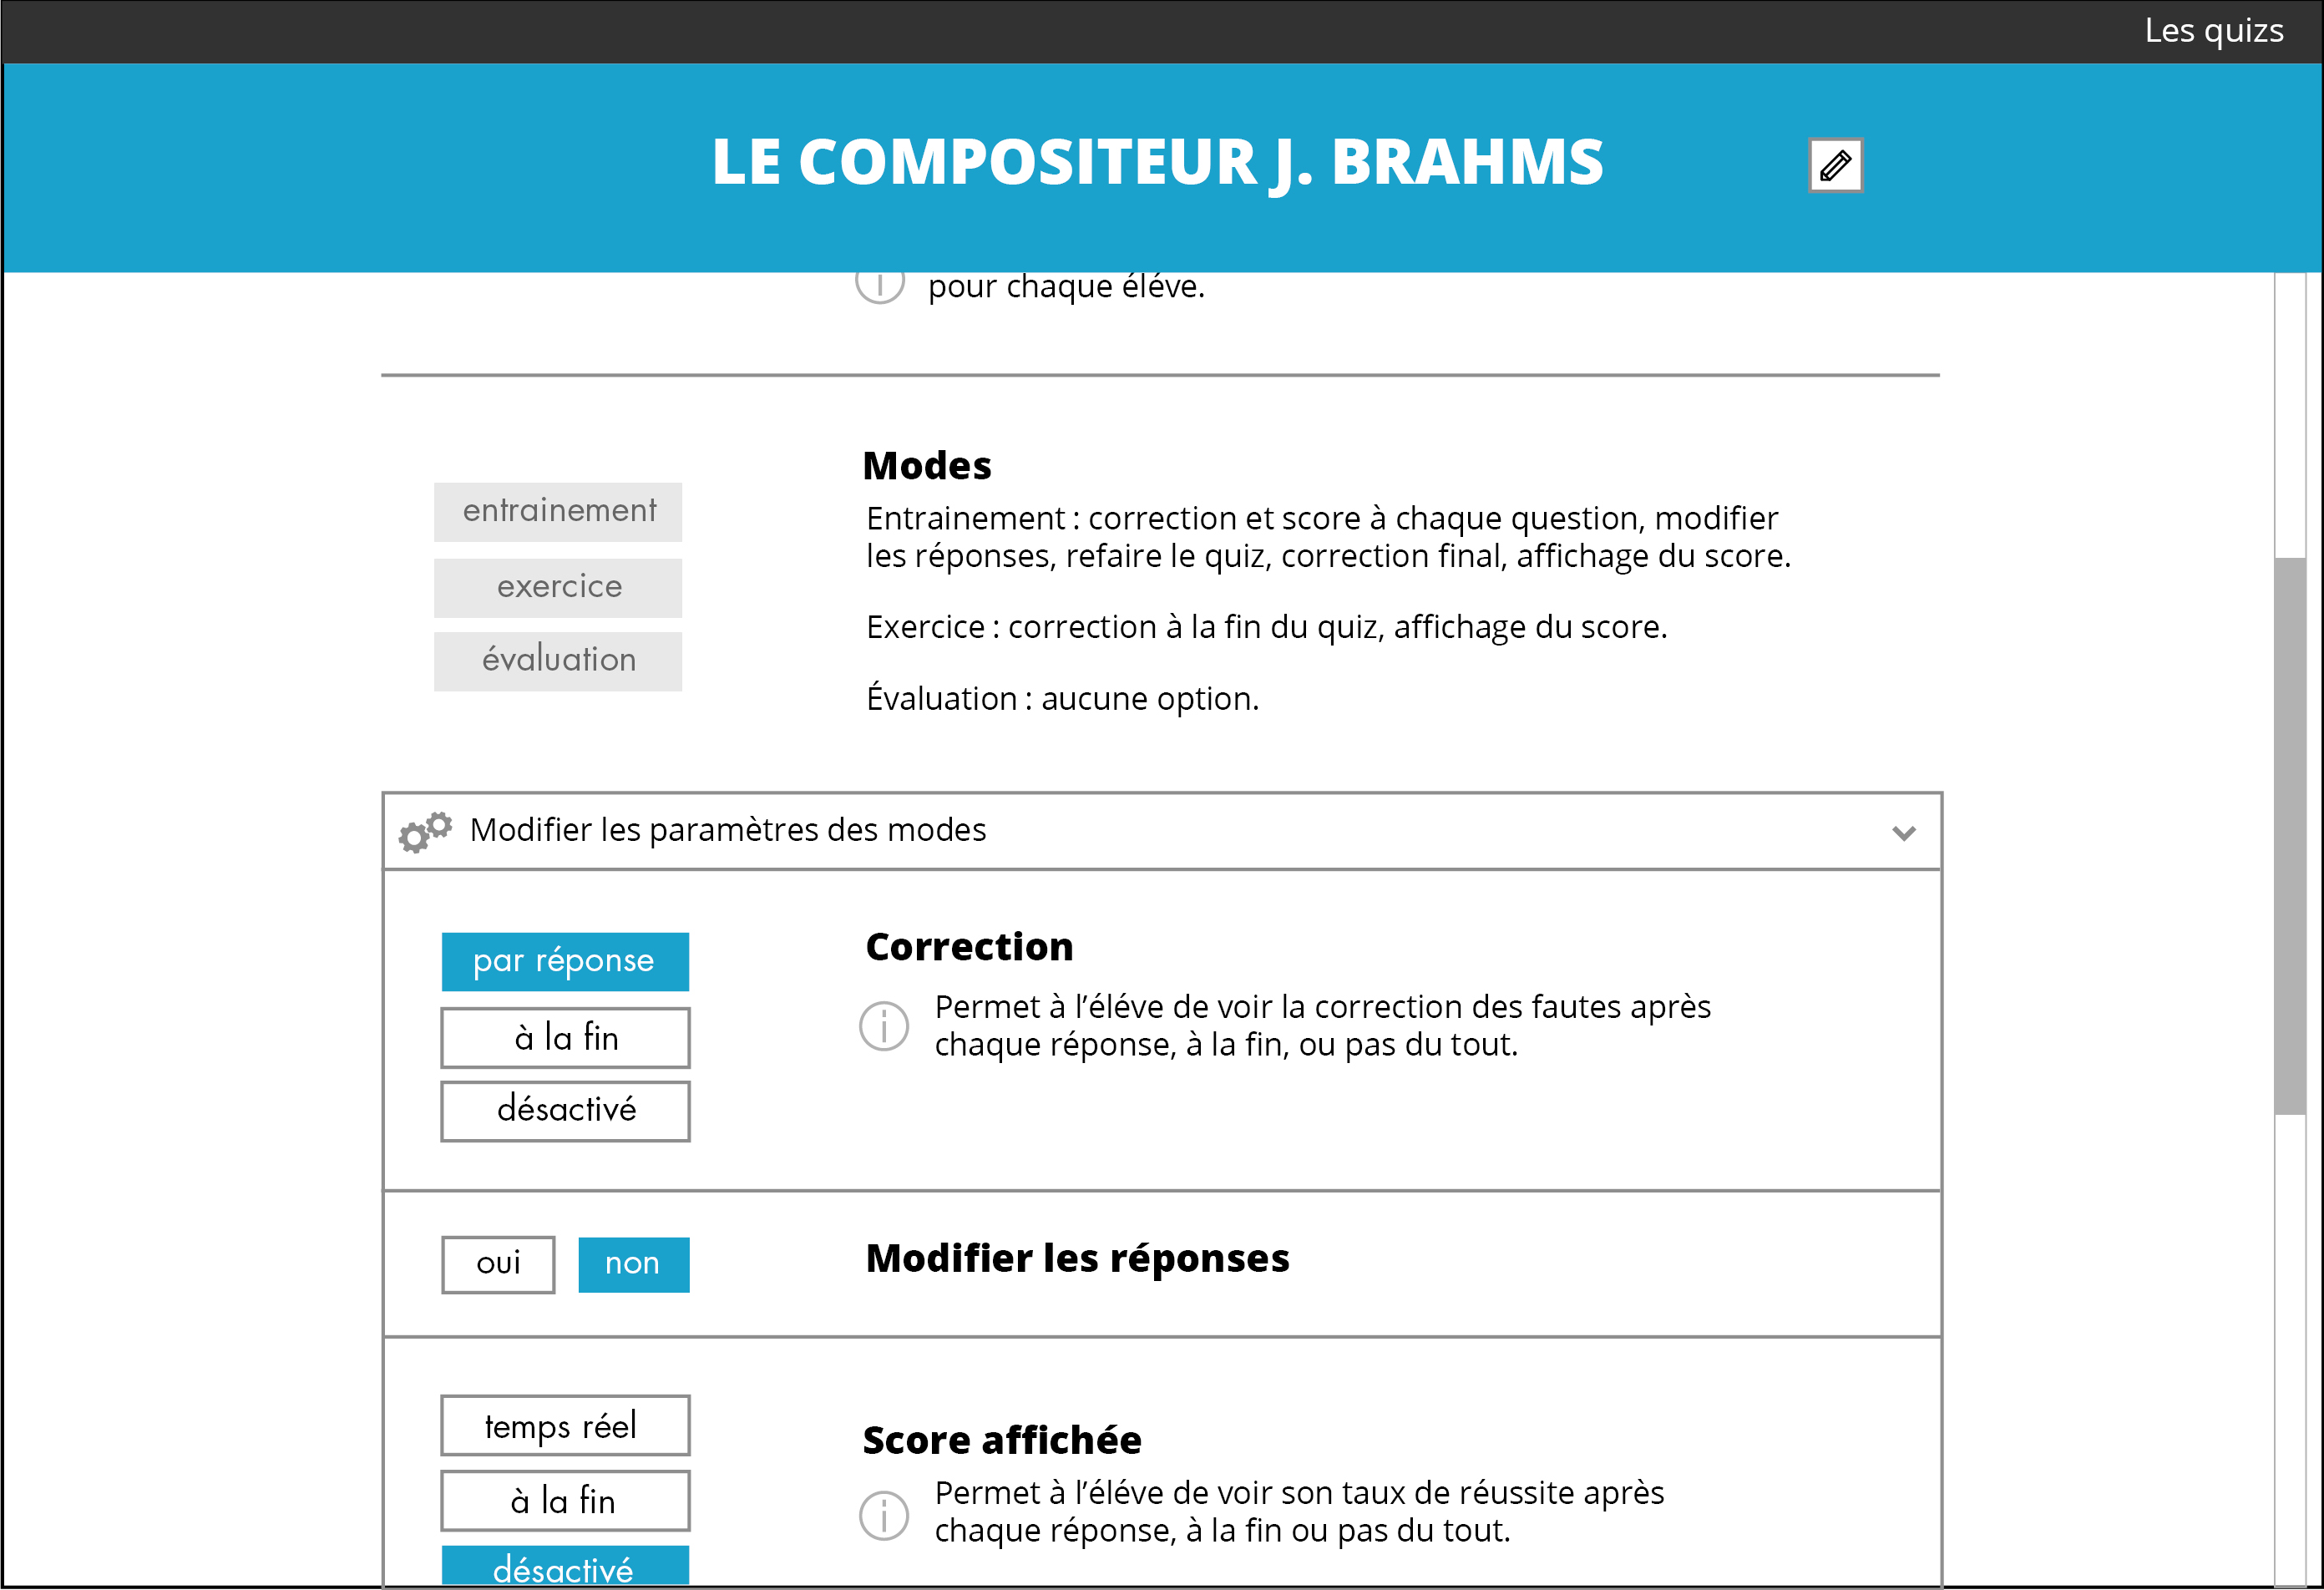 Les quizs
LE COMPOSITEUR J. BRAHMS
pour chaque éléve.
Modes
entrainement
exercice
évaluation
Entrainement : correction et score à chaque question, modifier
les réponses, refaire le quiz, correction final, affichage du score.
Exercice : correction à la fin du quiz, affichage du score.
Évaluation : aucune option.
Modifier les paramètres des modes
par réponse
à la fin
désactivé
Correction
Permet à l’éléve de voir la correction des fautes après
chaque réponse, à la fin, ou pas du tout.
oui non
Modifier les réponses
temps réel
à la fin
désactivé
Score affichée
Permet à l’éléve de voir son taux de réussite après
chaque réponse, à la fin ou pas du tout.